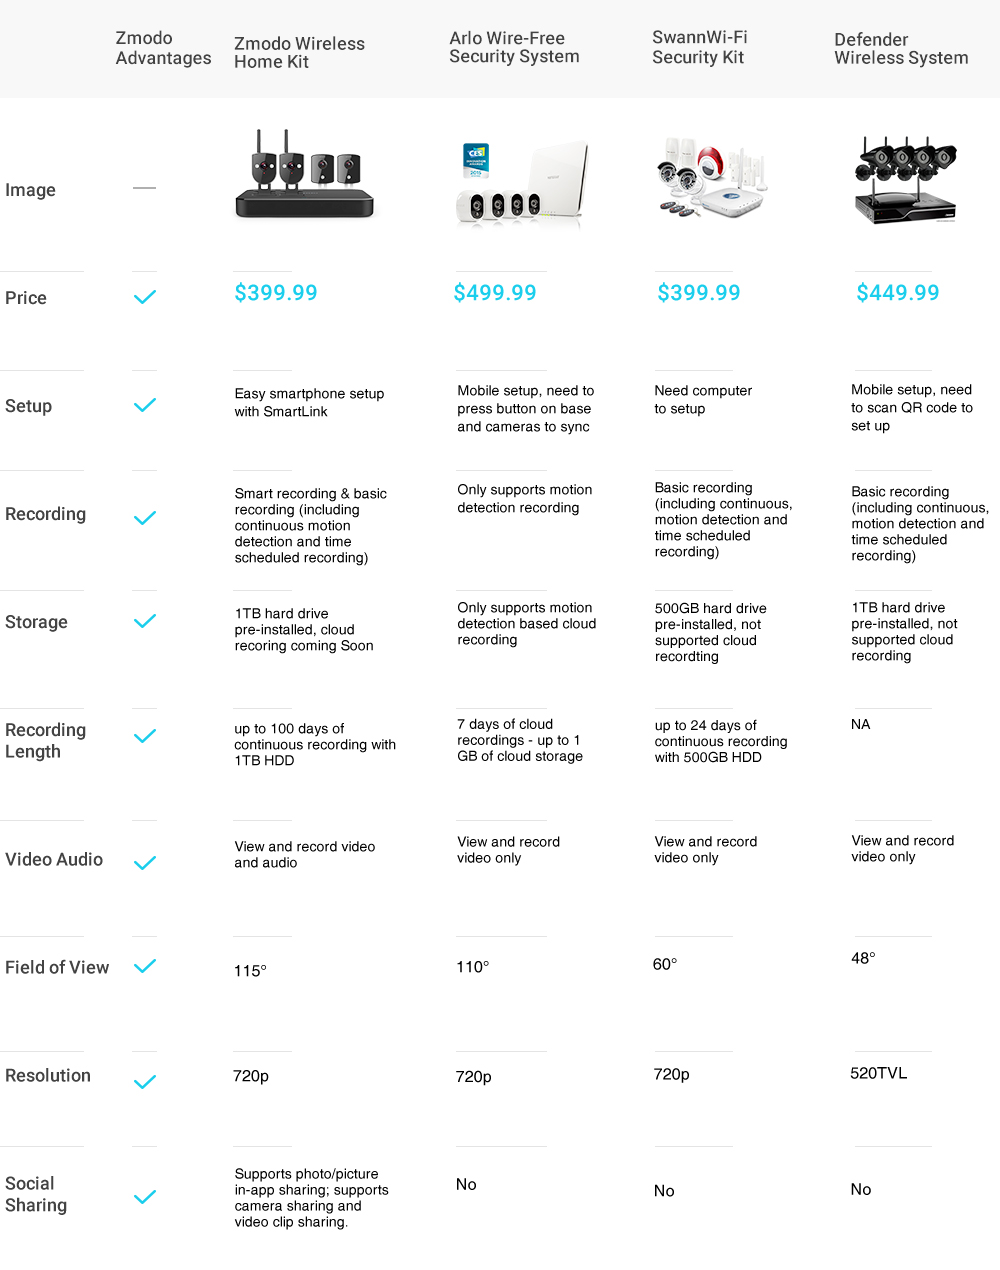 Zmodo
Advantages
Zmodo Wireless
Home Kit
Arlo Wire-Free
Security System
SwannWi-Fi
Security Kit
Defender
Wireless System
Image
CES
2015
Price
$399.99
$499.99
$399.99
$449.99
Setup
Easy smartphone setup
with SmartLink
Mobile setup, need to
press button on base
and cameras to sync
Need computer
to setup
Mobile setup, need
to scan QR code to
set up
Recording
Smart recording & basic
recording (including
continuous motion
detection and time
scheduled recording)
Only supports motion
detection recording
Basic recording
(including continuous,
motion detection and
time scheduled
recording)
Basic recording
(including continuous,
motion detection and
time scheduled
recording)
Storage
1TB hard drive
pre-installed, cloud
recoring coming Soon
Only supports motion
detection based cloud
recording
500GB hard drive
pre-installed, not
supported cloud
recordting
1TB hard drive
pre-installed, not
supported cloud
recording
Recording
Length
up to 100 days of
continuous recording with
1TB HDD
7 days of cloud
recordings - up to 1
GB of cloud storage
up to 24 days of
continuous recording
with 500GB HDD
NA
Video Audio
View and record video
and audio
View and record
video only
View and record
video only
View and record
video only
Field of View
115°
110°
60°
48°
Resolution
720p
720p
720p
520TVL
Social
Sharing
Supports photo/picture
in-app sharing; supports
camera sharing and
video clip sharing.
No
No
No